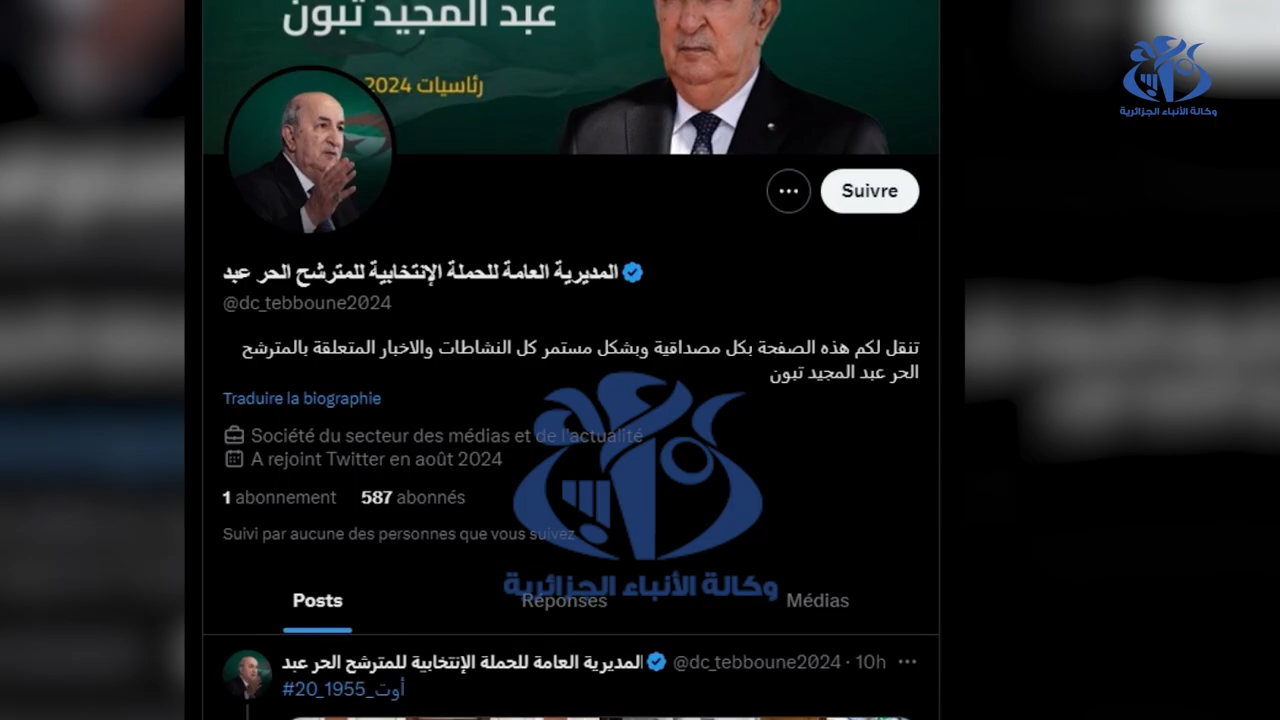 عبد المجيد تبون
رئاسيات 2024
وكالة الأنباء الجزائرية
Suivre
المديرية العامة للحملة الإنتخابية للمترشح الحر عبد
@dc_tebboune2024
تنقل لكم هذه الصفحة بكل مصداقية وبشكل مستمر كل النشاطات والاخبار المتعلقة بالمترشح
الحر عبد المجيد تبون
Traduire la biographie
Société du secteur des médias et de l'actualité
A rejoint Twitter en août 2024
1 abonnement 587 abonnés
Suivi par aucune des personnes que vous suivez
وكالة الأنباء الجزائرية
Posts Réponses Médias
المديرية العامة للحملة الإنتخابية للمترشح الحر عبد @dc_tebboune2024 · 10h
#20_أوت_1955